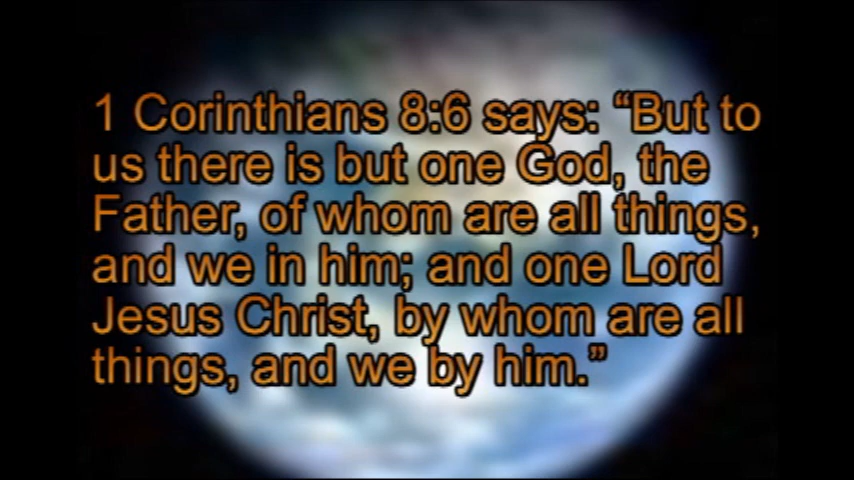 1 Corinthians 8:6 says: “But to
us there is but one God, the
Father, of whom are all things,
and we in him; and one Lord
Jesus Christ, by whom are all
things, and we by him.”